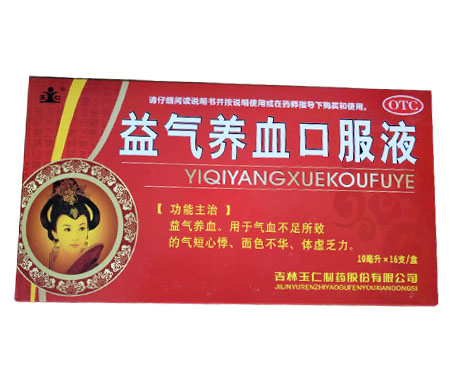 请仔细阅读说明书并按说明使用或在药师指导下购买和使用。
OTC
益气养血口服液
YIQIYANGXUEKOUFUYE
【 功能主治 】
益气养血。用于气血不足所致
的气短心悸、面色不华、体虚乏力。
10毫升×16支/盒
吉林玉仁制药股份有限公司
JILINYURENZHIYAOGUFENYOUXIANGONGSI